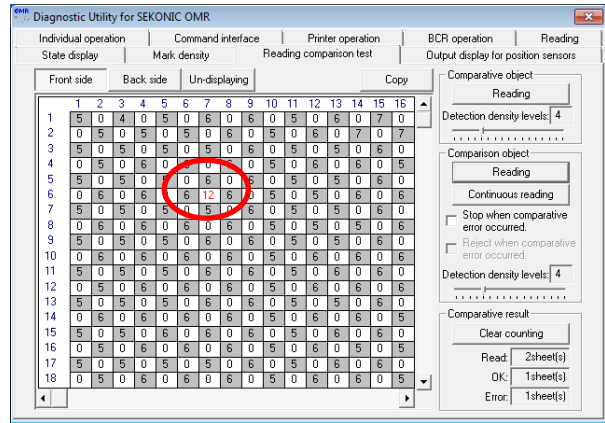 Diagnostic Utility for SEKONIC OMR
Individual operation Command interface Printer operation BCR operation Reading
State display Mark density Reading comparison test Output display for position sensors
Front side Back side Un-displaying Copy
1 2 3 4 5 6 7 8 9 10 11 12 13 14 15 16
1 5 0 4 0 5 0 6 0 6 0 5 0 6 0 7 0
2 0 5 0 5 0 5 0 6 0 5 0 6 0 7 0 7
3 5 0 5 0 5 0 5 0 6 0 5 0 5 0 6 0
4 0 5 0 6 0 0 0 5 0 6 0 6 0 5
5 5 0 5 0 0 6 0 6 0 5 0 5 0 6 0
6 0 6 0 6 6 12 6 0 5 0 5 0 6 0 5
7 5 0 5 0 5 0 5 0 5 0 5 0 5 0 6 0
8 0 6 0 6 0 6 0 6 0 5 0 5 0 5 0 6
9 5 0 5 0 5 0 6 0 6 0 5 0 5 0 6 0
10 0 6 0 6 0 6 0 6 0 5 0 6 0 6 0 6
11 5 0 5 0 5 0 6 0 6 0 5 0 6 0 6 0
12 0 5 0 6 0 5 0 6 0 5 0 6 0 5 0 5
13 5 0 5 0 5 0 6 0 6 0 5 0 5 0 6 0
14 0 6 0 6 0 6 0 6 0 5 0 6 0 6 0 5
15 5 0 5 0 6 0 6 0 6 0 5 0 6 0 6 0
16 0 5 0 5 0 5 0 6 0 5 0 6 0 5 0 5
17 5 0 5 0 5 0 5 0 6 0 5 0 5 0 6 0
18 0 5 0 6 0 6 0 6 0 5 0 6 0 6 0 5
Comparative object
Reading
Detection density levels: 4
Comparison object
Reading
Continuous reading
Stop when comparative
error occurred.
Reject when comparative
error occurred.
Detection density levels: 4
Comparative result
Clear counting
Read: 2sheet(s)
OK: 1sheet(s)
Error: 1sheet(s)